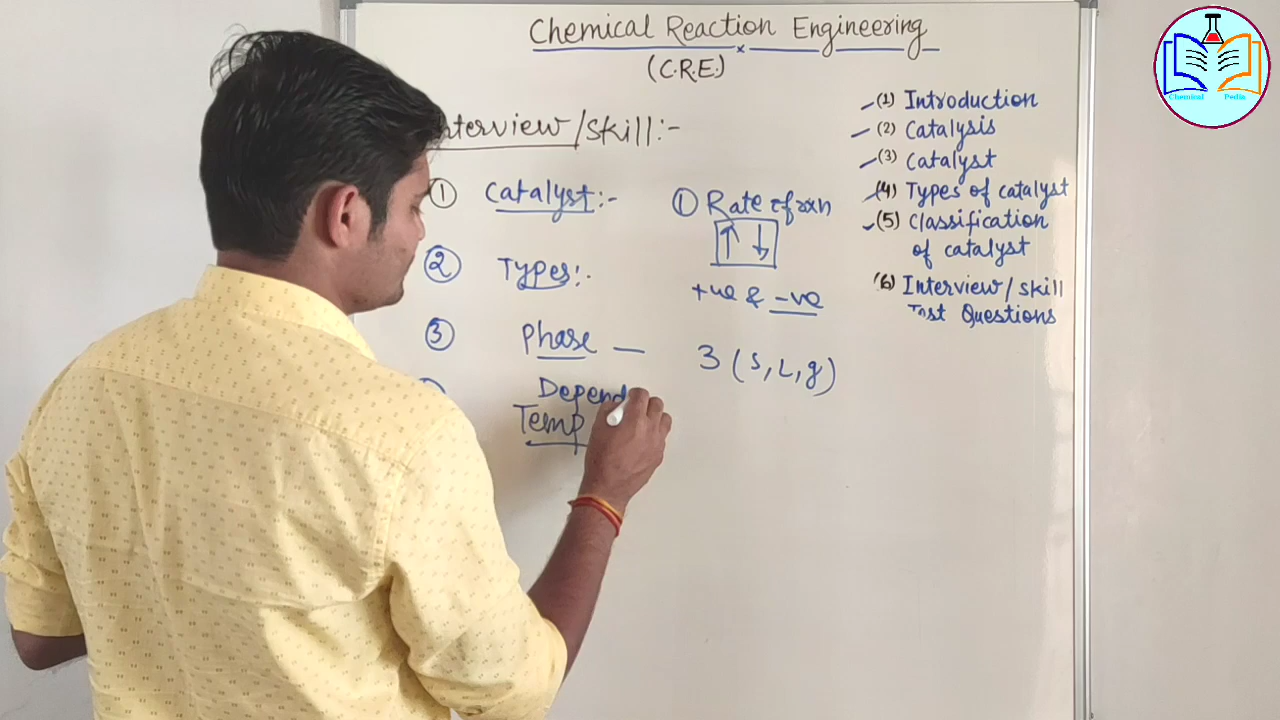 Chemical Reaction Engineering
(C.R.E.)
Interview/skill:-
① Catalyst:-
② Types:-
③ Phase —
Depend
Temp
① Rate of rxn
↑ ↓
+ve & -ve
3 (S, L, g)
(1) Introduction
(2) Catalysis
(3) Catalyst
(4) Types of catalyst
(5) Classification
of catalyst
(6) Interview/skill
Test Questions
Chemical Pedia